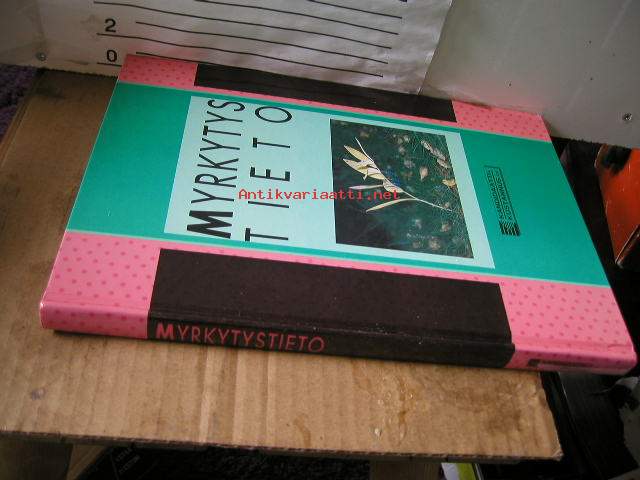 2
0
MYRKYTYS
TIETO
Antikvariaatti.net
MYRKYTYSTIETO